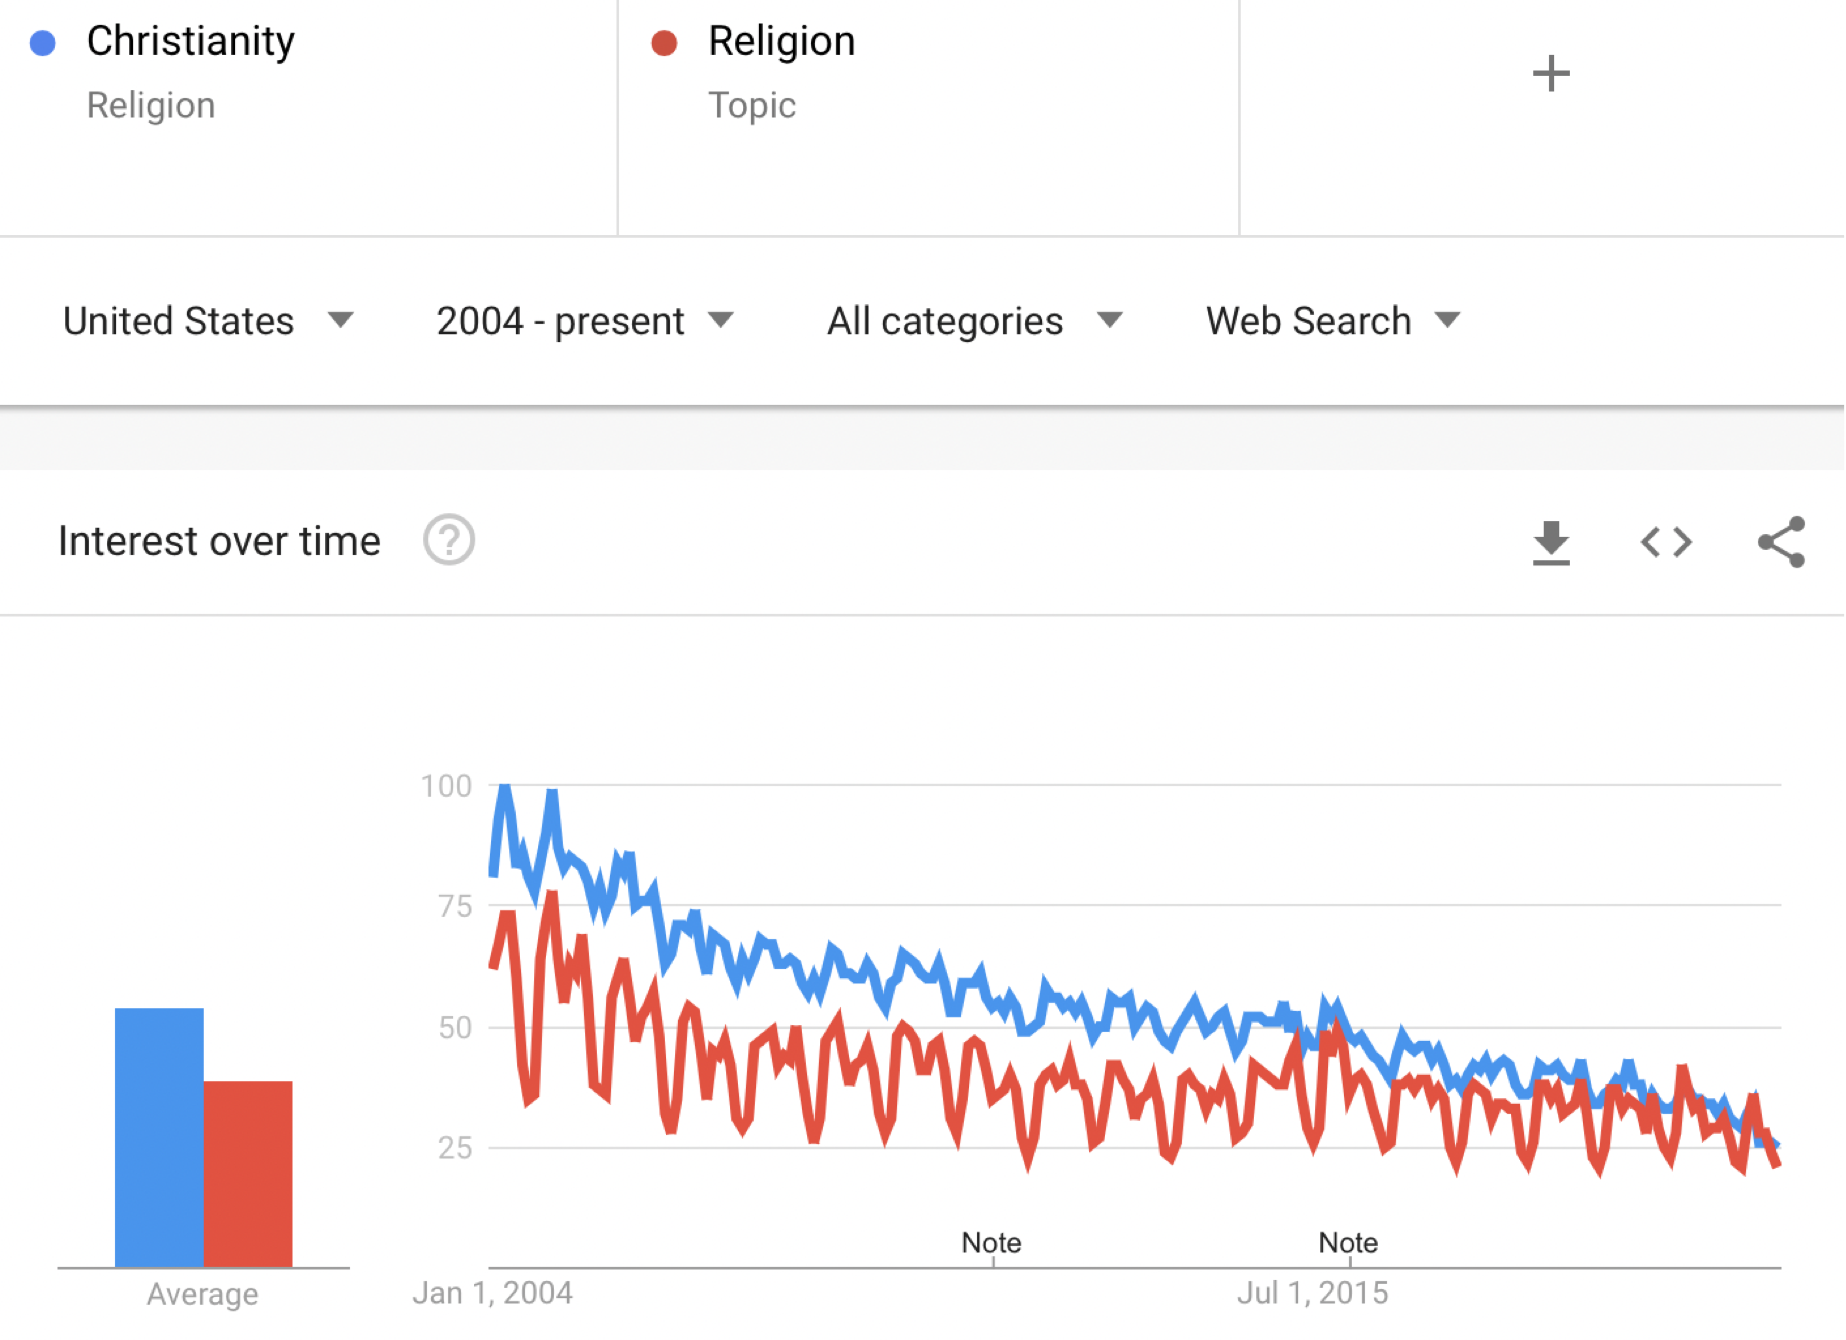 Christianity
Religion
Religion
Topic
United States
2004 - present
All categories
Web Search
Interest over time
?
100
75
50
25
Note
Note
Average
Jan 1, 2004
Jul 1, 2015